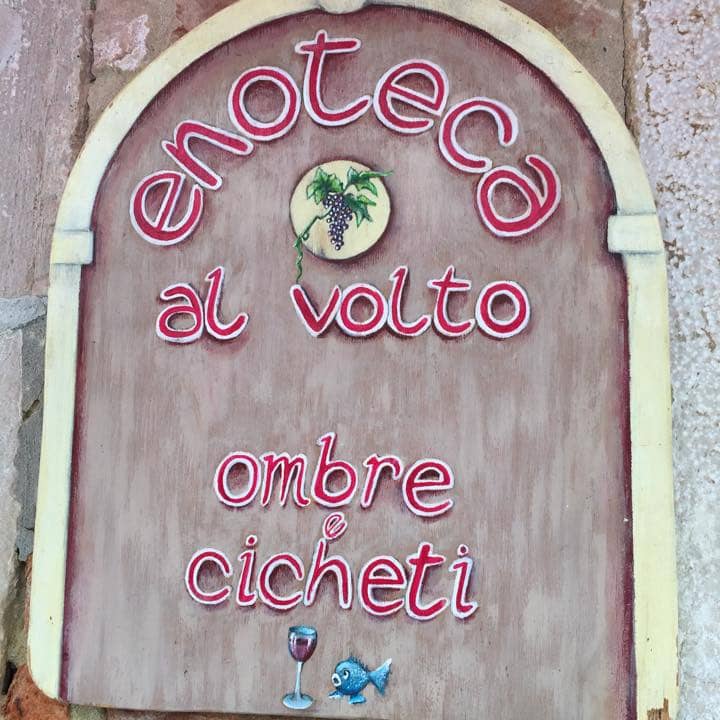 enoteca
al volto
ombre
e
cicheti